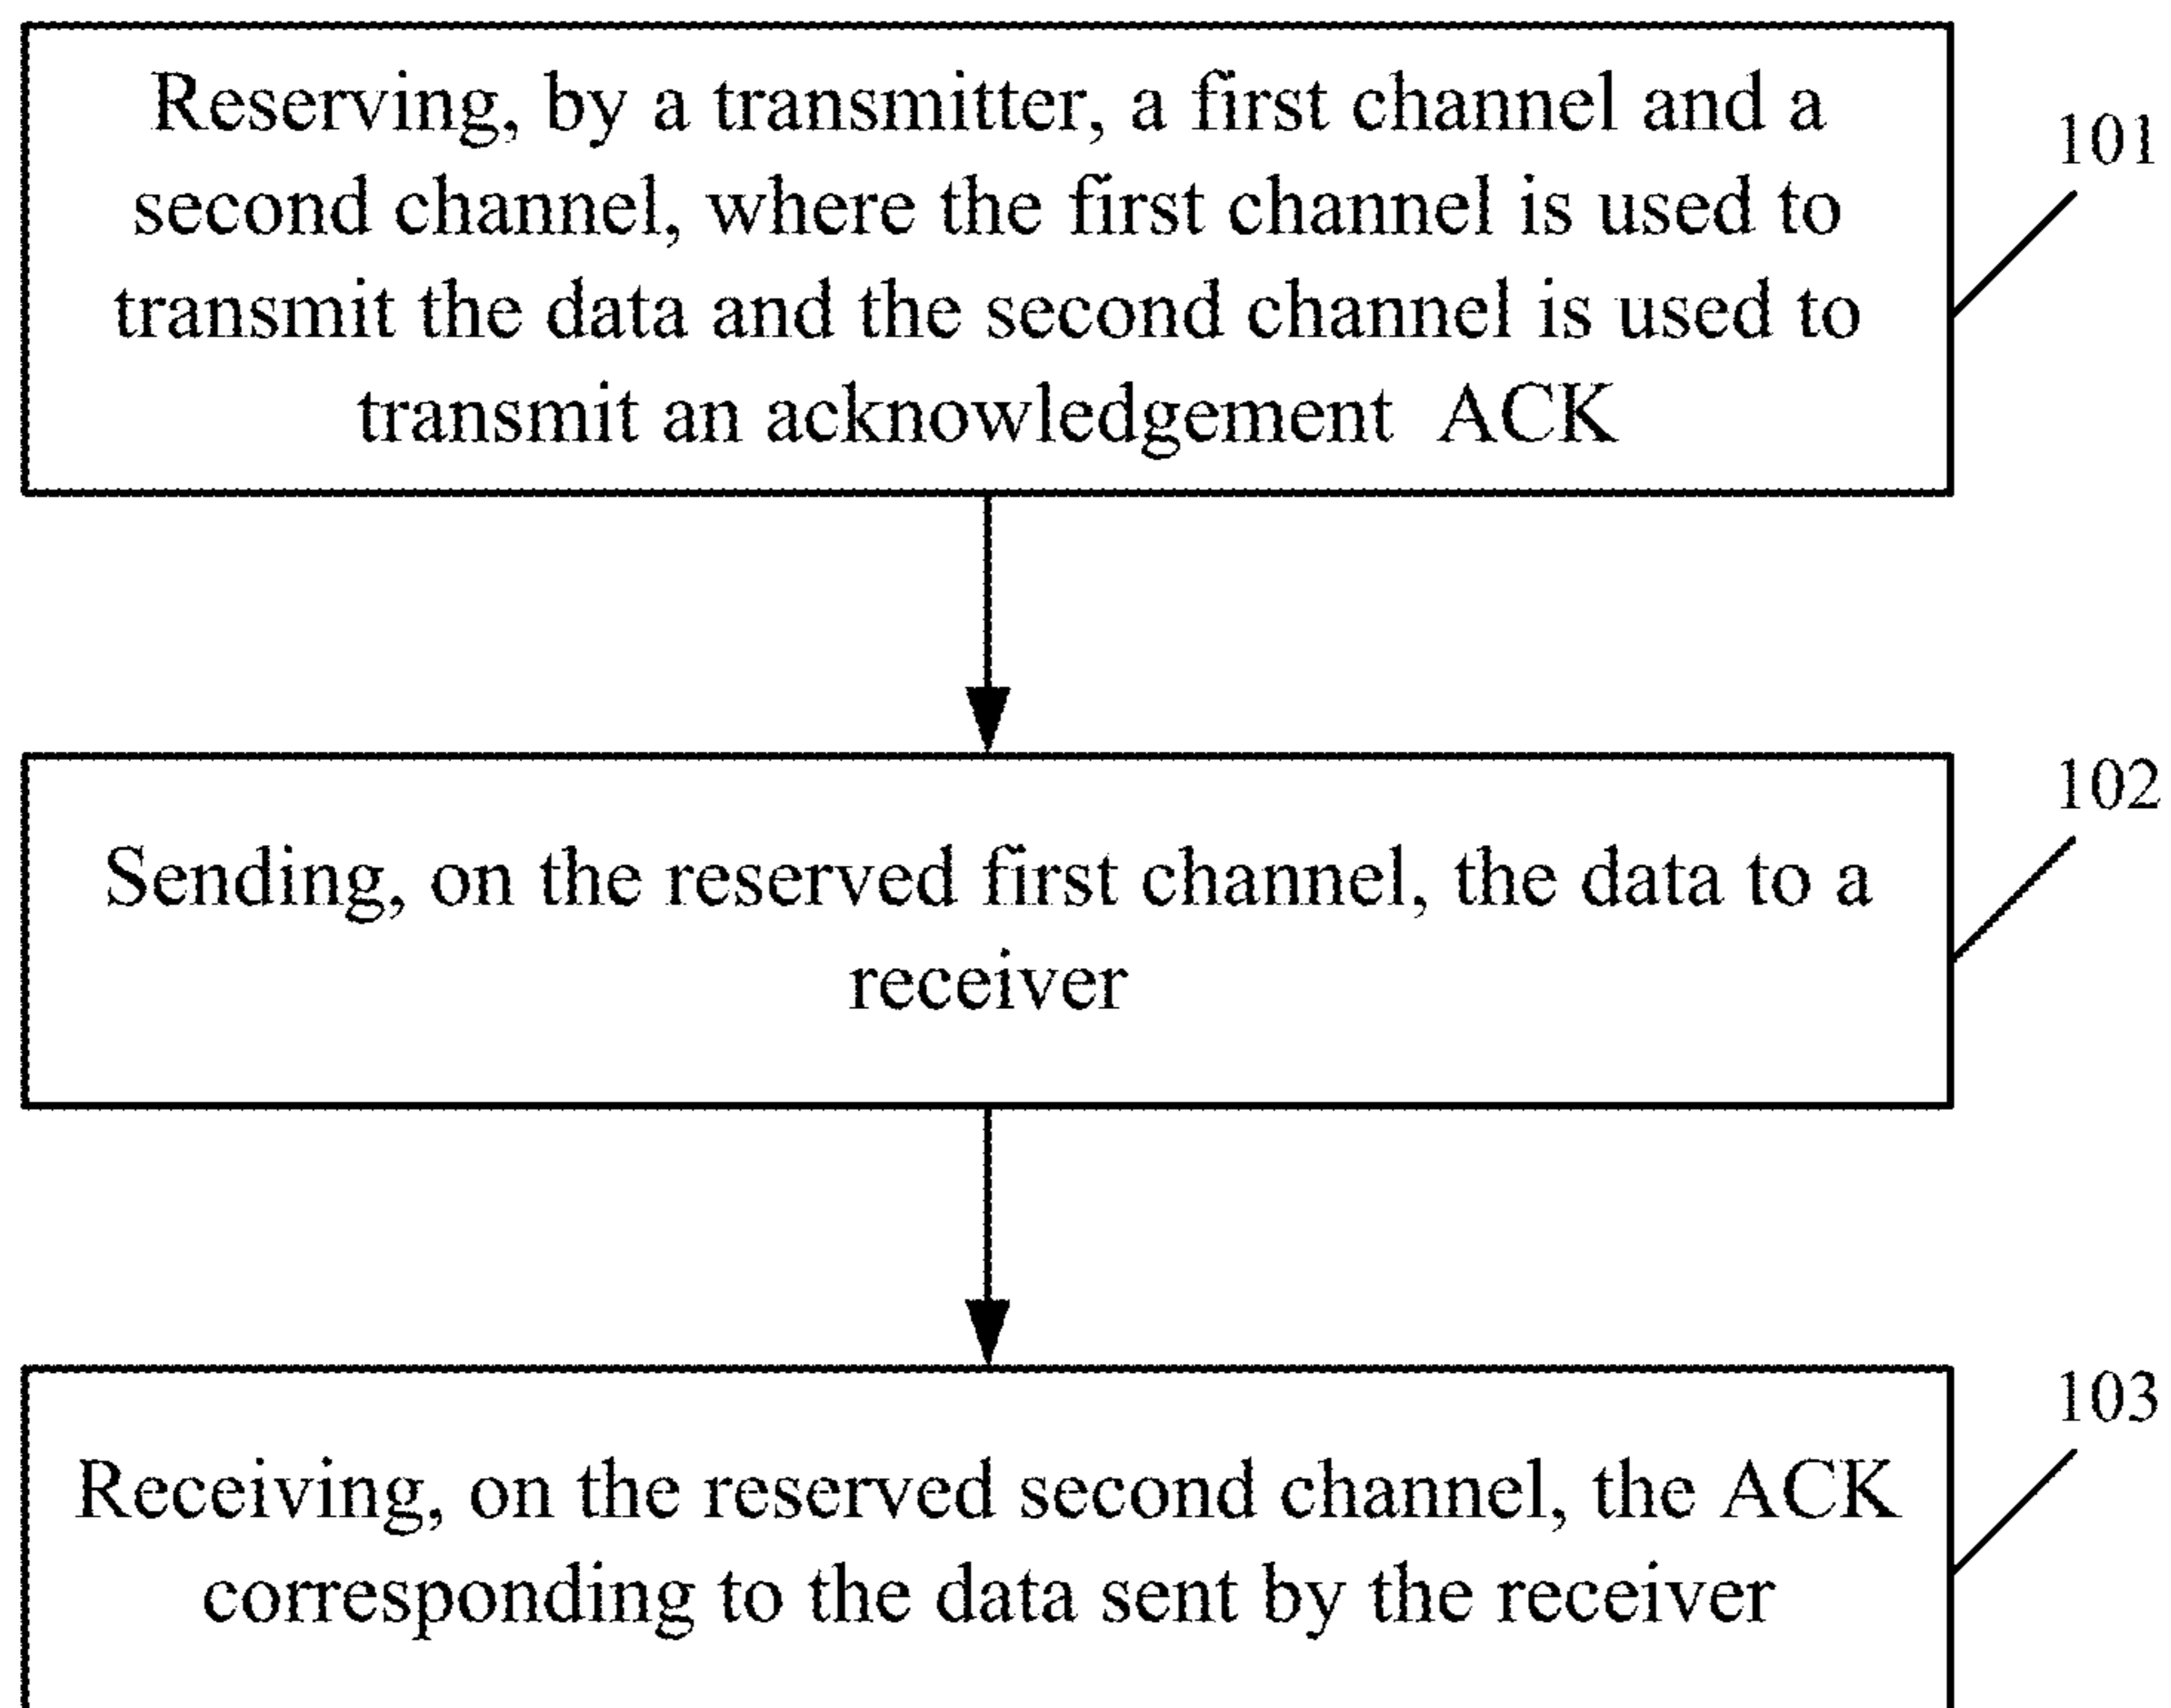 Reserving, by a transmitter, a first channel and a
second channel, where the first channel is used to
transmit the data and the second channel is used to
transmit an acknowledgement ACK
101
Sending, on the reserved first channel, the data to a
receiver
102
Receiving, on the reserved second channel, the ACK
corresponding to the data sent by the receiver
103